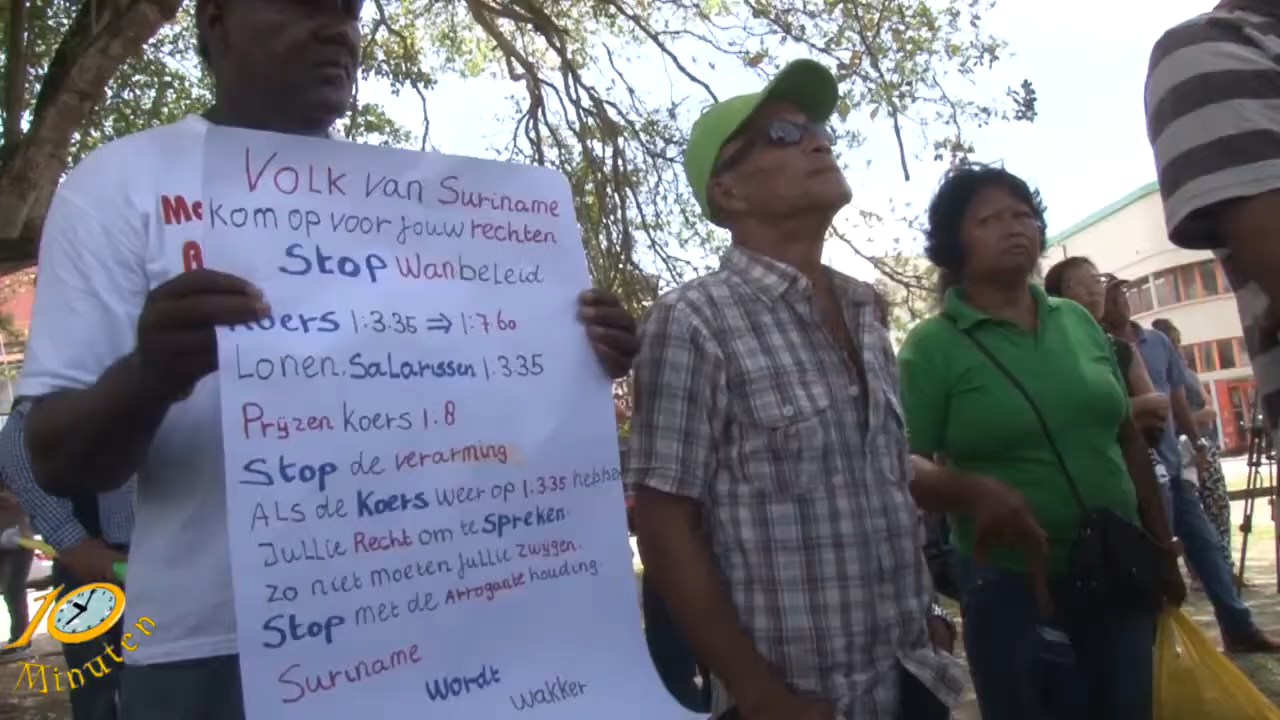 Volk van Suriname
Kom op voor jouw rechten
Stop Wanbeleid
Koers 1:3.35 ⇒ 1:7.60
Lonen. Salarissen 1.3.35
Prijzen koers 1.8
Stop de verarming
Als de Koers weer op 1.335 hebben
Jullie Recht om te Spreken.
Zo niet moeten Jullie zwijgen.
Stop met de Arrogante houding.
Suriname
Wordt
wakker
10
Minuten